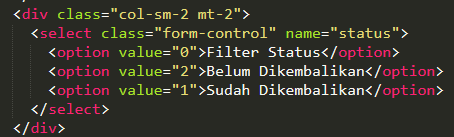 <div class="col-sm-2 mt-2">
<select class="form-control" name="status">
<option value="0">Filter Status</option>
<option value="2">Belum Dikembalikan</option>
<option value="1">Sudah Dikembalikan</option>
</select>
</div>